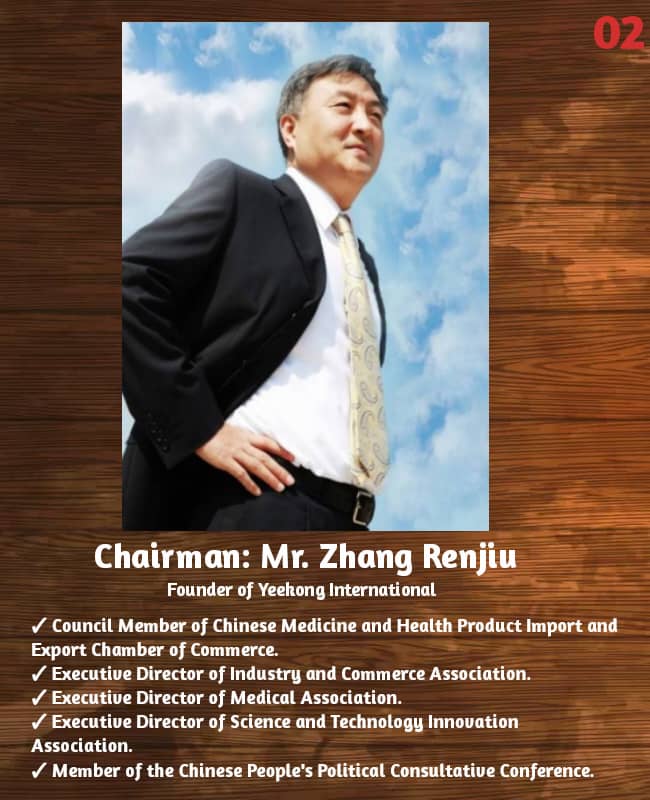 02
Chairman: Mr. Zhang Renjiu
Founder of Yeekong International
✓ Council Member of Chinese Medicine and Health Product Import and
Export Chamber of Commerce.
✓ Executive Director of Industry and Commerce Association.
✓ Executive Director of Medical Association.
✓ Executive Director of Science and Technology Innovation
Association.
✓ Member of the Chinese People's Political Consultative Conference.